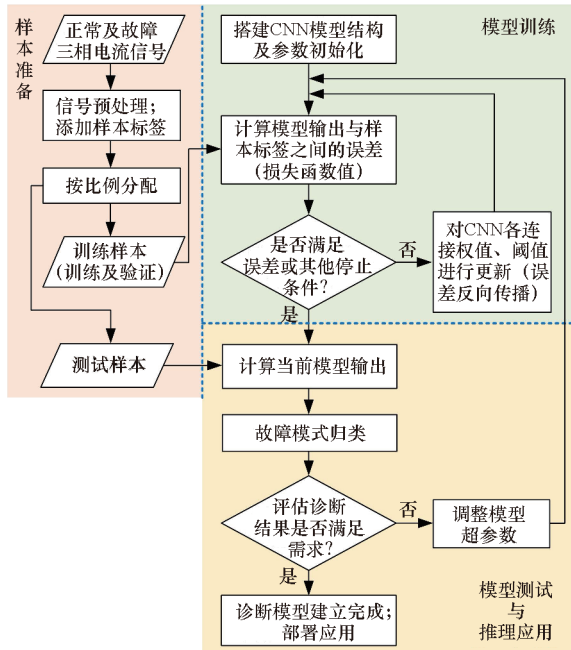 样
本
准
备
正常及故障
三相电流信号
信号预处理；
添加样本标签
按比例分配
训练样本
(训练及验证)
测试样本
模型训练
搭建CNN模型结构
及参数初始化
计算模型输出与样
本标签之间的误差
(损失函数值)
是否满足
误差或其他停止
条件？
否
对CNN各连
接权值、阈值
进行更新（误
差反向传播）
是
计算当前模型输出
故障模式归类
评估诊断
结果是否满足
需求？
否
调整模型
超参数
是
诊断模型建立完成；
部署应用
模型测试
与
推理应用